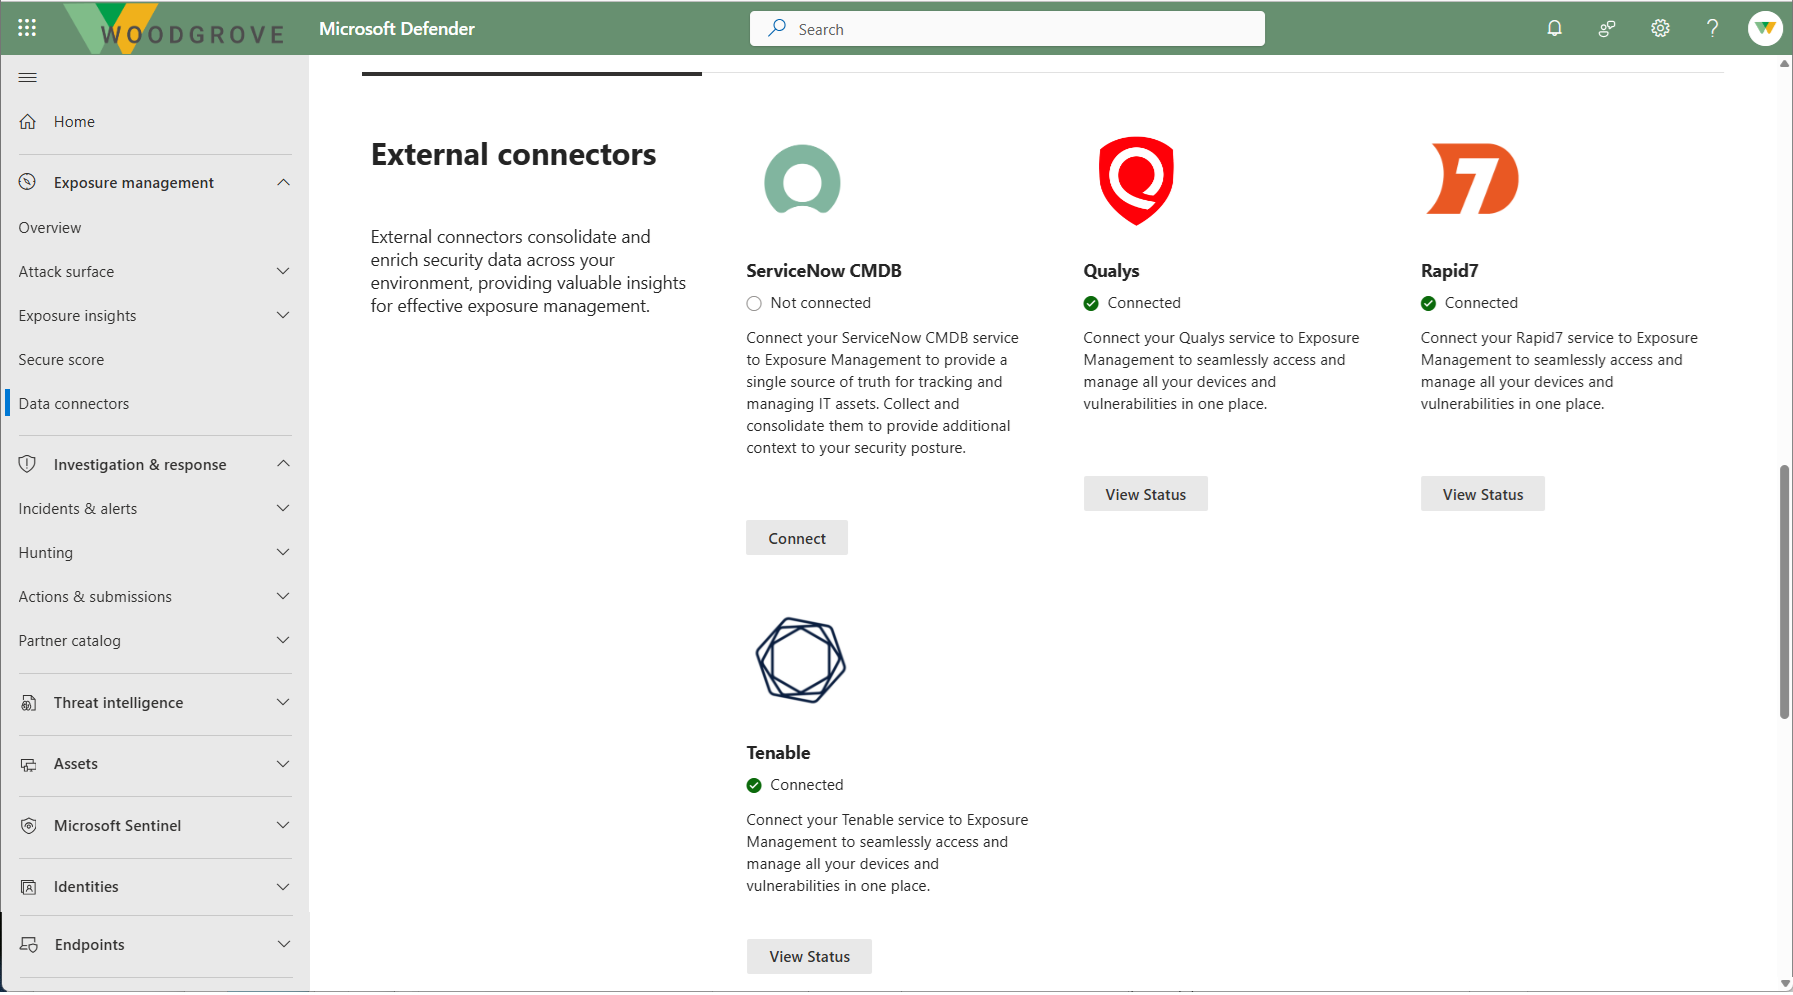 WOODGROVE
Microsoft Defender
Search
Home
Exposure management
Overview
Attack surface
Exposure insights
Secure score
Data connectors
Investigation & response
Incidents & alerts
Hunting
Actions & submissions
Partner catalog
Threat intelligence
Assets
Microsoft Sentinel
Identities
Endpoints
External connectors
External connectors consolidate and
enrich security data across your
environment, providing valuable insights
for effective exposure management.
ServiceNow CMDB
Not connected
Connect your ServiceNow CMDB service
to Exposure Management to provide a
single source of truth for tracking and
managing IT assets. Collect and
consolidate them to provide additional
context to your security posture.
Connect
Qualys
Connected
Connect your Qualys service to Exposure
Management to seamlessly access and
manage all your devices and
vulnerabilities in one place.
View Status
7
Rapid7
Connected
Connect your Rapid7 service to Exposure
Management to seamlessly access and
manage all your devices and
vulnerabilities in one place.
View Status
Tenable
Connected
Connect your Tenable service to Exposure
Management to seamlessly access and
manage all your devices and
vulnerabilities in one place.
View Status